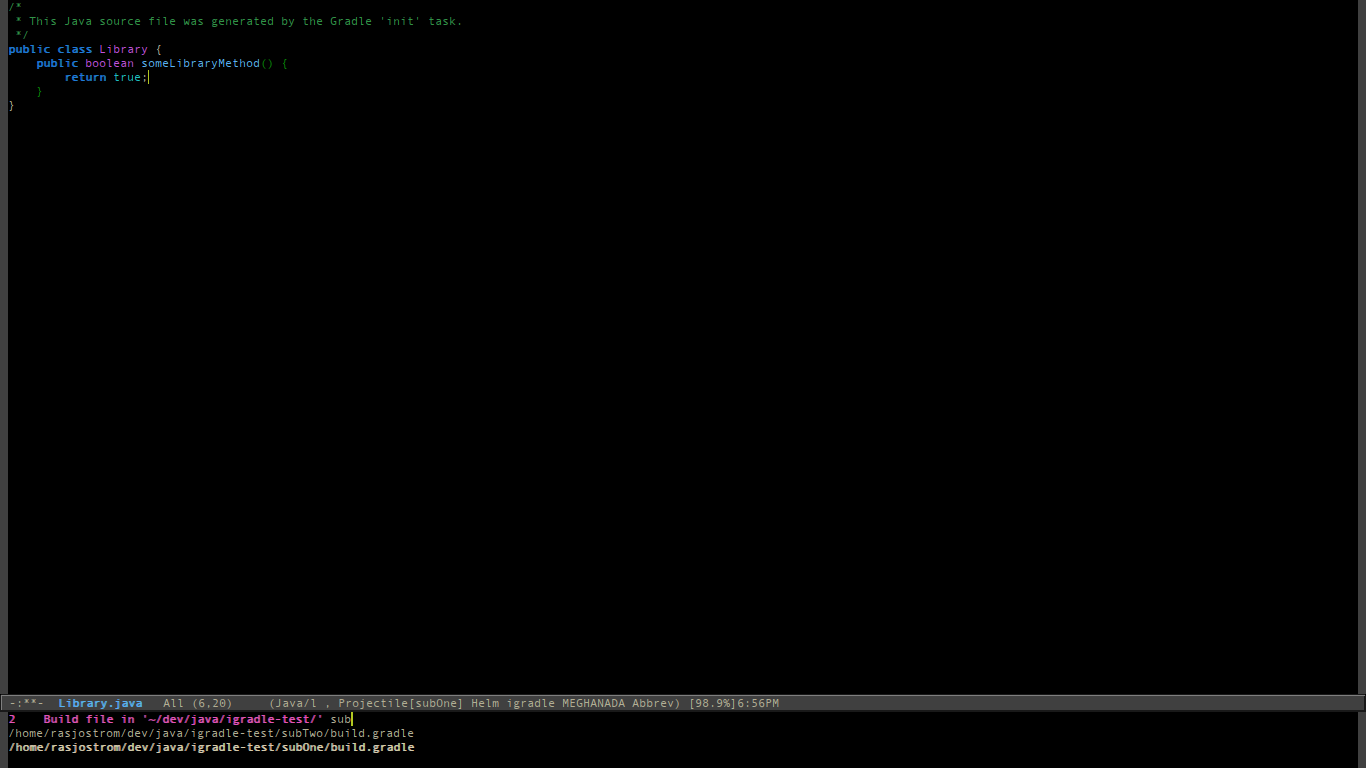 /*
 * This Java source file was generated by the Gradle 'init' task.
 */
public class Library {
    public boolean someLibraryMethod() {
        return true;
    }
}
-:**-  Library.java   All (6,20)     (Java/l , Projectile[subOne] Helm igradle MEGHANADA Abbrev) [98.9%]6:56PM
2    Build file in '~/dev/java/igradle-test/' sub
/home/rasjostrom/dev/java/igradle-test/subTwo/build.gradle
/home/rasjostrom/dev/java/igradle-test/subOne/build.gradle